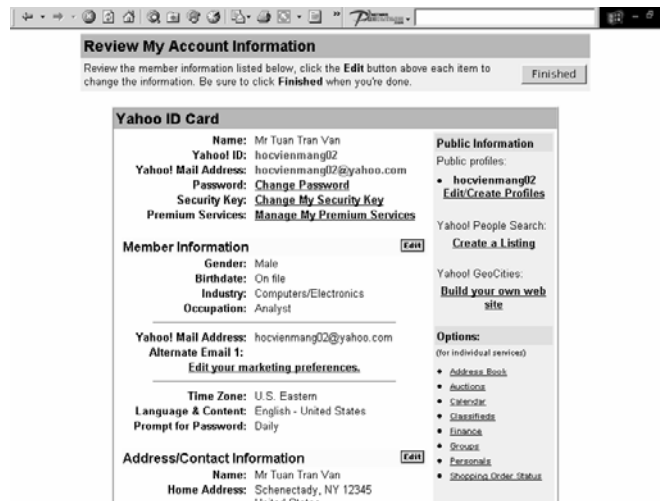 Review My Account Information
Review the member information listed below, click the Edit button above each item to
change the information. Be sure to click Finished when you're done.
Finished
Yahoo ID Card
Name: Mr Tuan Tran Van
Yahoo! ID: hocvienmang02
Yahoo! Mail Address: hocvienmang02@yahoo.com
Password: Change Password
Security Key: Change My Security Key
Premium Services: Manage My Premium Services
Member Information Edit
Gender: Male
Birthdate: On file
Industry: Computers/Electronics
Occupation: Analyst
Yahoo! Mail Address: hocvienmang02@yahoo.com
Alternate Email 1:
Edit your marketing preferences.
Time Zone: U.S. Eastern
Language & Content: English - United States
Prompt for Password: Daily
Address/Contact Information Edit
Name: Mr Tuan Tran Van
Home Address: Schenectady, NY 12345
United States
Public Information
Public profiles:
• hocvienmang02
Edit/Create Profiles
Yahoo! People Search:
Create a Listing
Yahoo! GeoCities:
Build your own web
site
Options:
(for individual services)
• Address Book
• Auctions
• Calendar
• Classifieds
• Finance
• Groups
• Personals
• Shopping Order Status